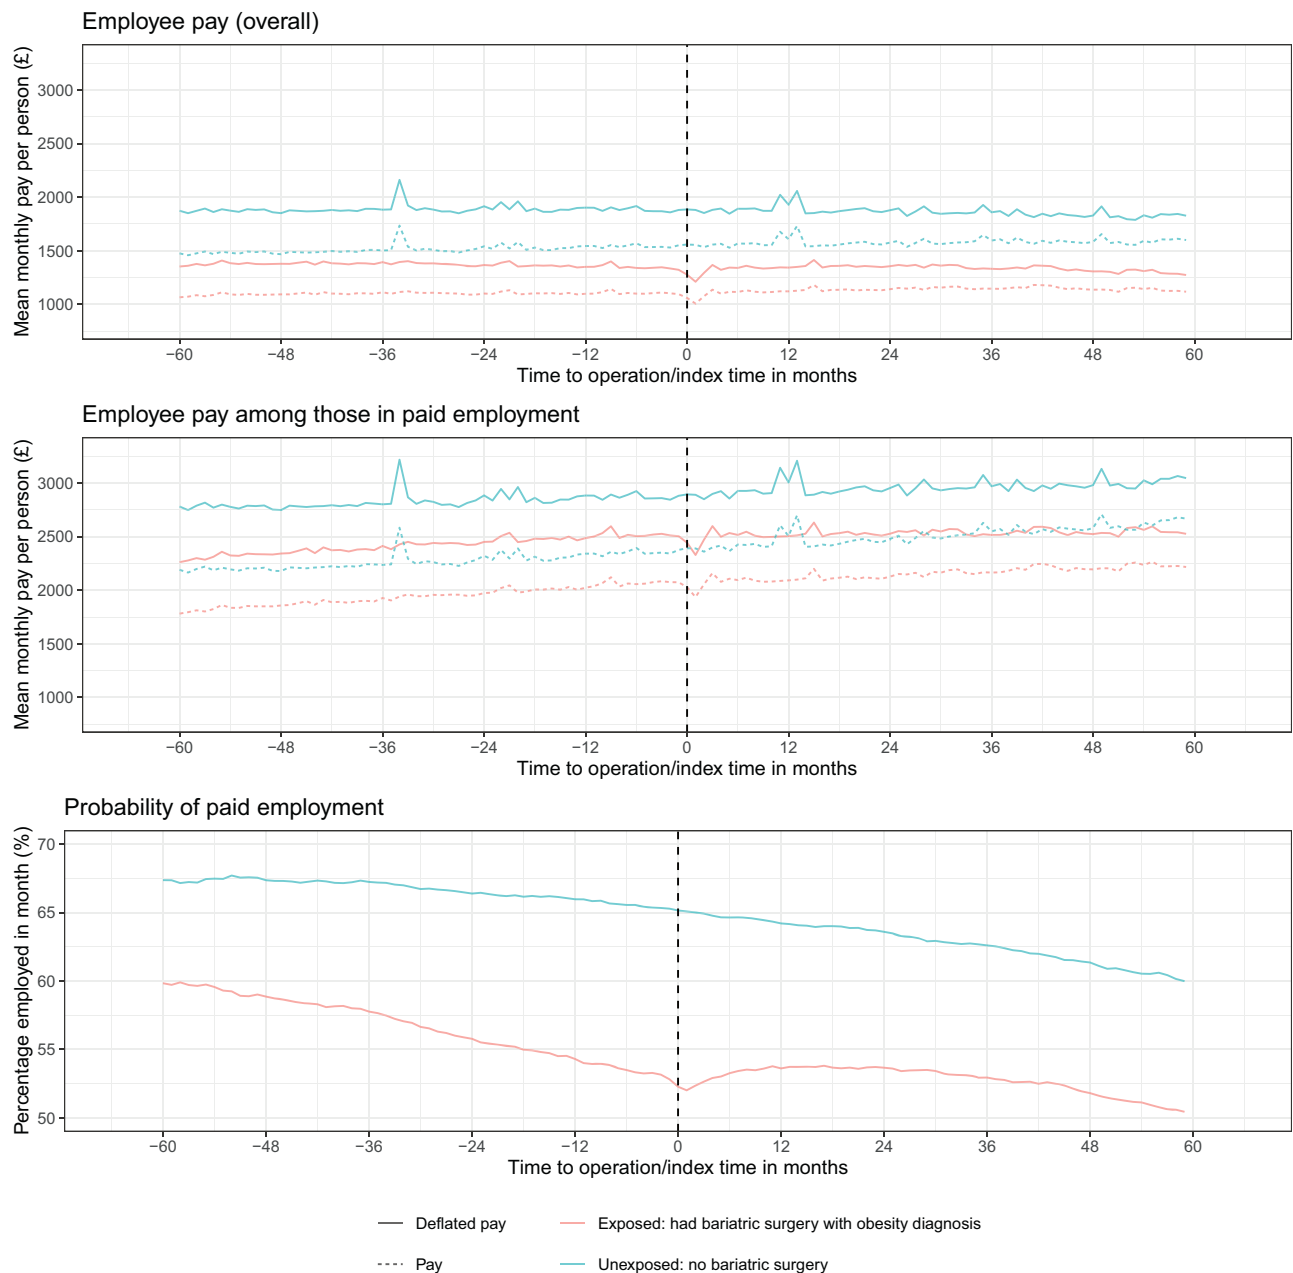 Employee pay (overall)
Mean monthly pay per person (£)
3000
2500
2000
1500
1000
−60 −48 −36 −24 −12 0 12 24 36 48 60
Time to operation/index time in months
Employee pay among those in paid employment
Mean monthly pay per person (£)
3000
2500
2000
1500
1000
−60 −48 −36 −24 −12 0 12 24 36 48 60
Time to operation/index time in months
Probability of paid employment
Percentage employed in month (%)
70
65
60
55
50
−60 −48 −36 −24 −12 0 12 24 36 48 60
Time to operation/index time in months
Deflated pay Exposed: had bariatric surgery with obesity diagnosis
Pay Unexposed: no bariatric surgery